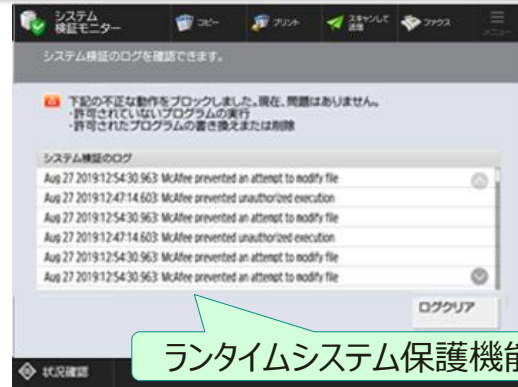 システム
検証モニター
コピー
プリント
スキャンして
送信
ファクス
メニュー
システム検証のログを確認できます。
下記の不正な動作をブロックしました。現在、問題はありません。
・許可されていないプログラムの実行
・許可されたプログラムの書き換えまたは削除
システム検証のログ
Aug 27 2019:12:54:30.963: McAfee prevented an attempt to modify file
Aug 27 2019:12:47:14.603: McAfee prevented unauthorized execution
Aug 27 2019:12:54:30.963: McAfee prevented an attempt to modify file
Aug 27 2019:12:47:14.603: McAfee prevented unauthorized execution
Aug 27 2019:12:54:30.963: McAfee prevented an attempt to modify file
Aug 27 2019:12:54:30.963: McAfee prevented an attempt to modify file
ログクリア
ランタイムシステム保護機能
状況確認